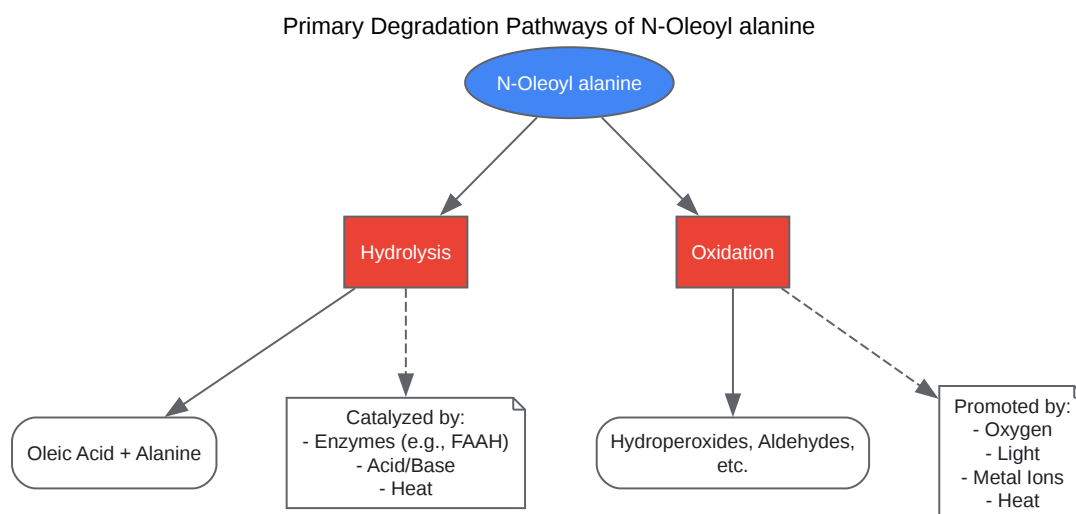 Primary Degradation Pathways of N-Oleoyl alanine
N-Oleoyl alanine
Hydrolysis
Oxidation
Oleic Acid + Alanine
Catalyzed by:
- Enzymes (e.g., FAAH)
- Acid/Base
- Heat
Hydroperoxides, Aldehydes,
etc.
Promoted by:
- Oxygen
- Light
- Metal Ions
- Heat